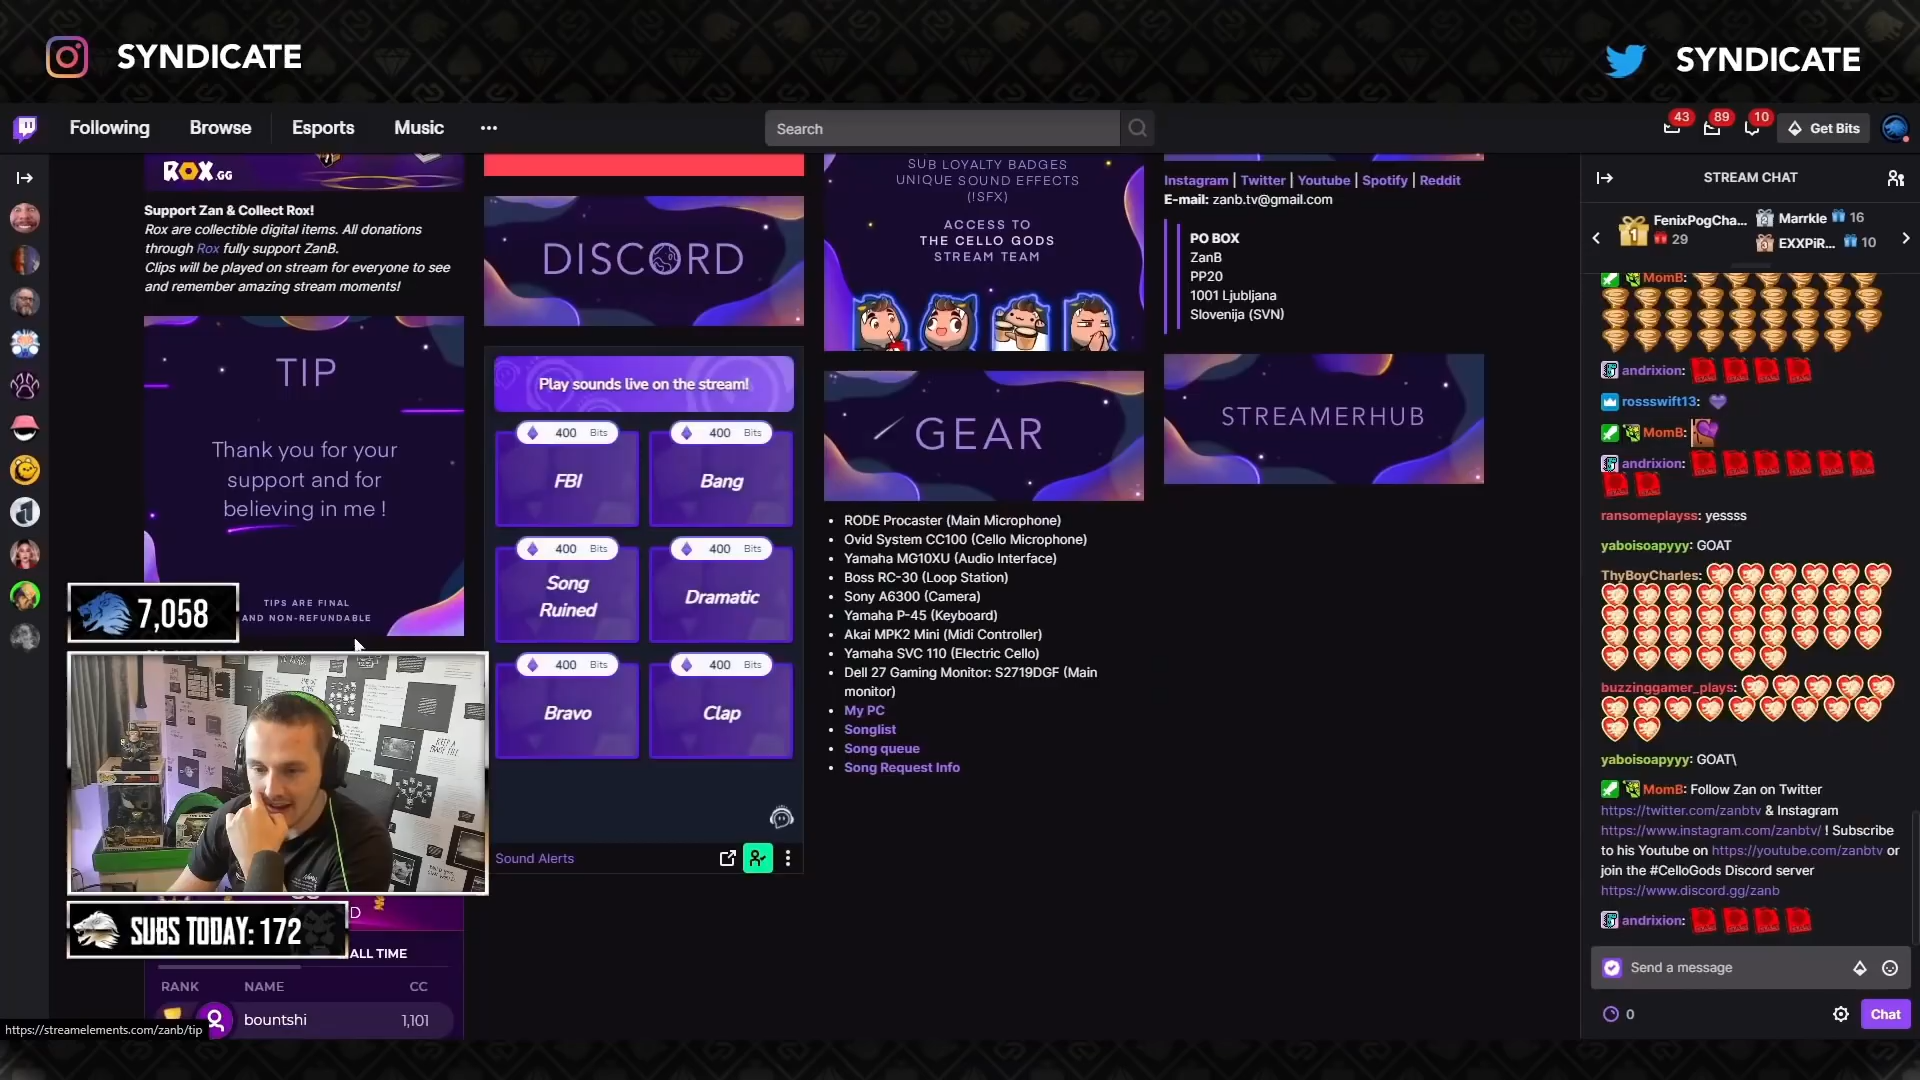 SYNDICATE
SYNDICATE
Following
Browse
Esports
Music
Search
43
89
10
Get Bits
ROX.GG
Support Zan & Collect Rox!
Rox are collectible digital items. All donations
through Rox fully support ZanB.
Clips will be played on stream for everyone to see
and remember amazing stream moments!
TIP
Thank you for your
support and for
believing in me !
TIPS ARE FINAL
AND NON-REFUNDABLE
7,058
SUBS TODAY: 172
D
ALL TIME
RANK NAME CC
bountshi 1,101
https://streamelements.com/zanb/tip
DISCORD
Play sounds live on the stream!
400 Bits
FBI
400 Bits
Bang
400 Bits
Song
Ruined
400 Bits
Dramatic
400 Bits
Bravo
400 Bits
Clap
Sound Alerts
SUB LOYALTY BADGES
UNIQUE SOUND EFFECTS
(!SFX)
ACCESS TO
THE CELLO GODS
STREAM TEAM
GEAR
RODE Procaster (Main Microphone)
Ovid System CC100 (Cello Microphone)
Yamaha MG10XU (Audio Interface)
Boss RC-30 (Loop Station)
Sony A6300 (Camera)
Yamaha P-45 (Keyboard)
Akai MPK2 Mini (Midi Controller)
Yamaha SVC 110 (Electric Cello)
Dell 27 Gaming Monitor: S2719DGF (Main
monitor)
My PC
Songlist
Song queue
Song Request Info
Instagram | Twitter | Youtube | Spotify | Reddit
E-mail: zanb.tv@gmail.com
PO BOX
ZanB
PP20
1001 Ljubljana
Slovenija (SVN)
STREAMERHUB
STREAM CHAT
1 FenixPogCha... 29
2 Marrkle 16
3 EXXPiR... 10
MomB:
andrixion:
rossswift13:
MomB:
andrixion:
ransomeplayss: yessss
yaboisoapyyy: GOAT
ThyBoyCharles:
buzzinggamer_plays:
yaboisoapyyy: GOAT\
MomB: Follow Zan on Twitter
https://twitter.com/zanbtv & Instagram
https://www.instagram.com/zanbtv/ ! Subscribe
to his Youtube on https://youtube.com/zanbtv or
join the #CelloGods Discord server
https://www.discord.gg/zanb
andrixion:
Send a message
0
Chat